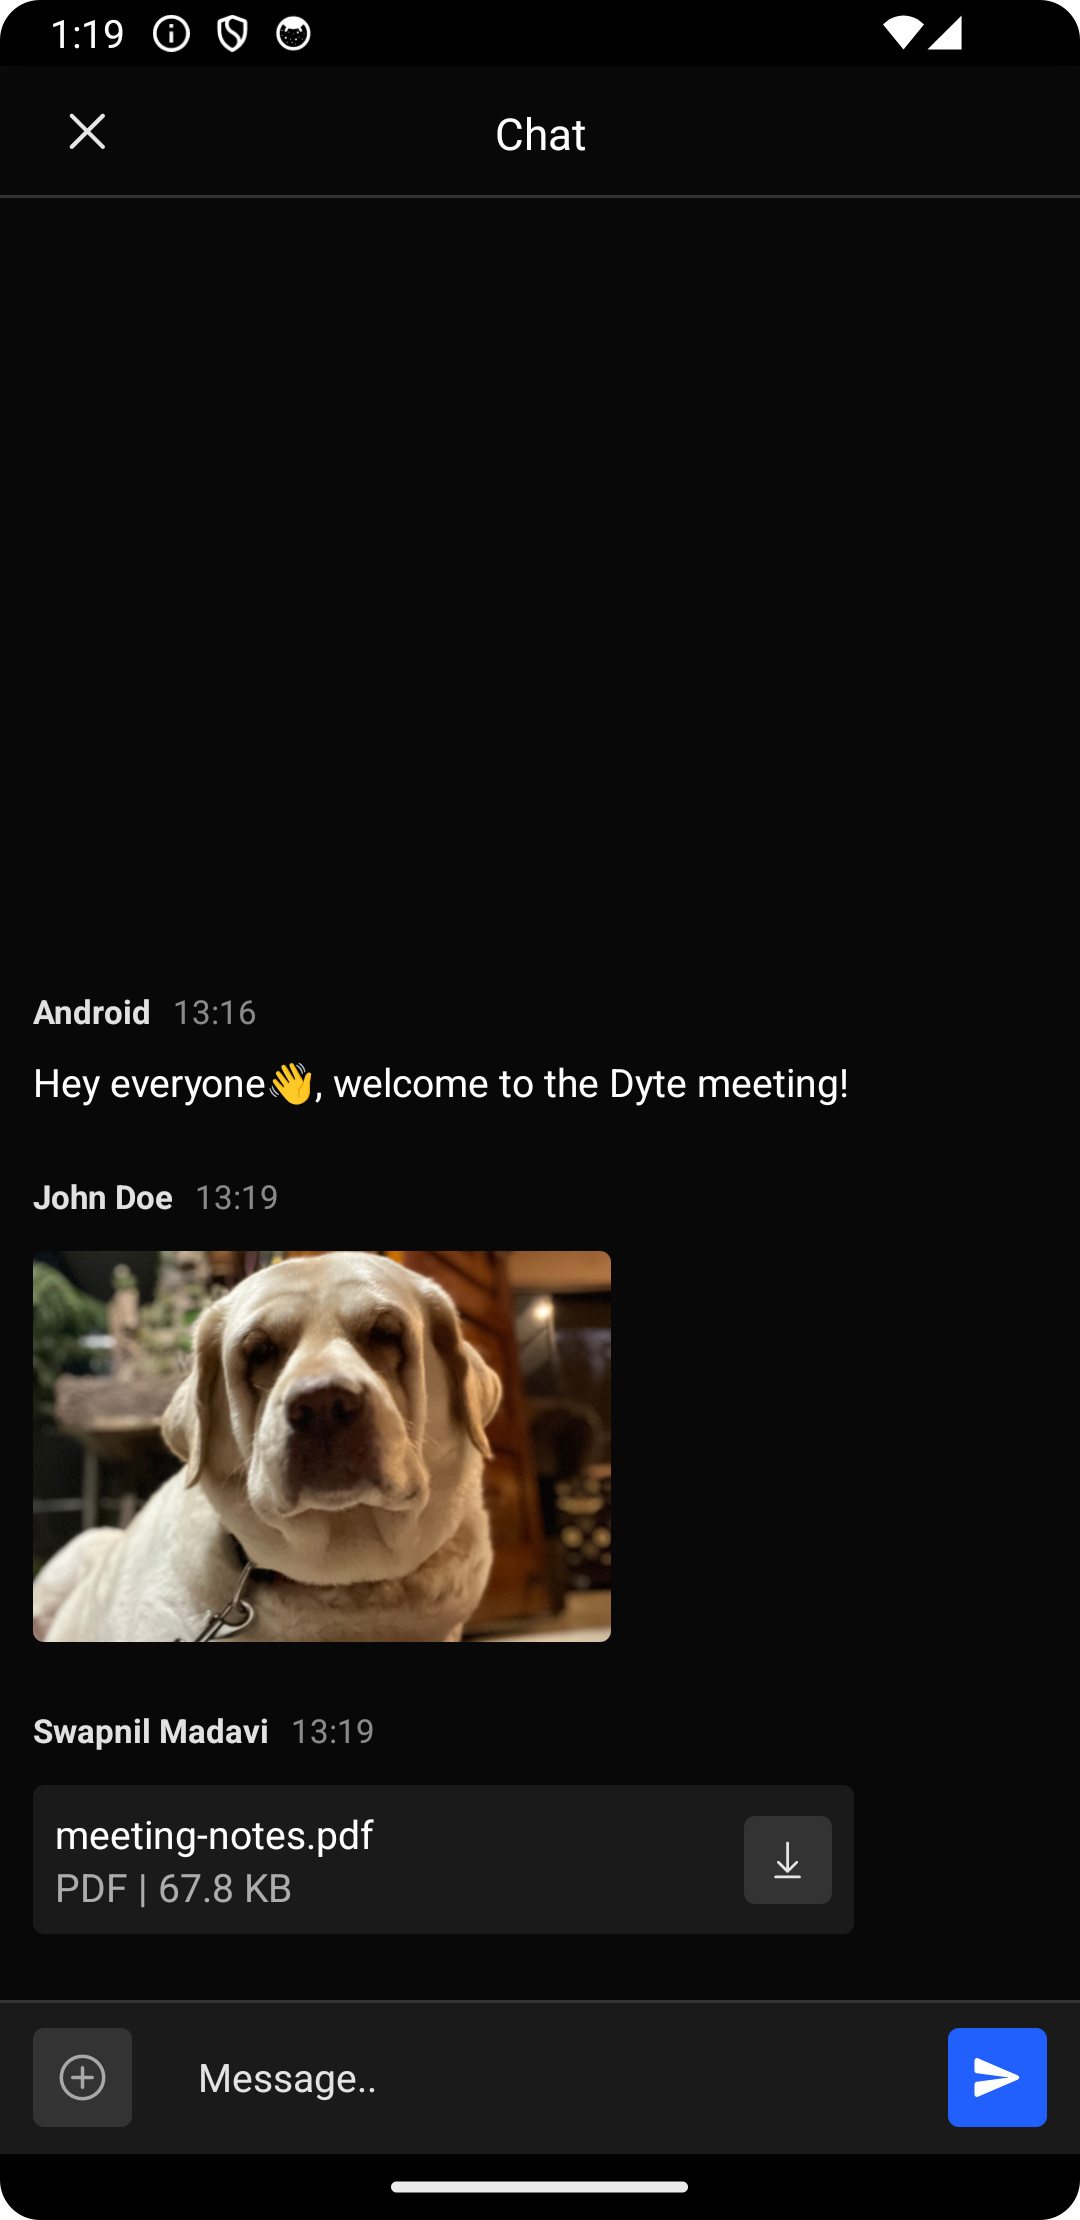 1:19
Chat
Android 13:16
Hey everyone👋, welcome to the Dyte meeting!
John Doe 13:19
Swapnil Madavi 13:19
meeting-notes.pdf
PDF | 67.8 KB
Message..